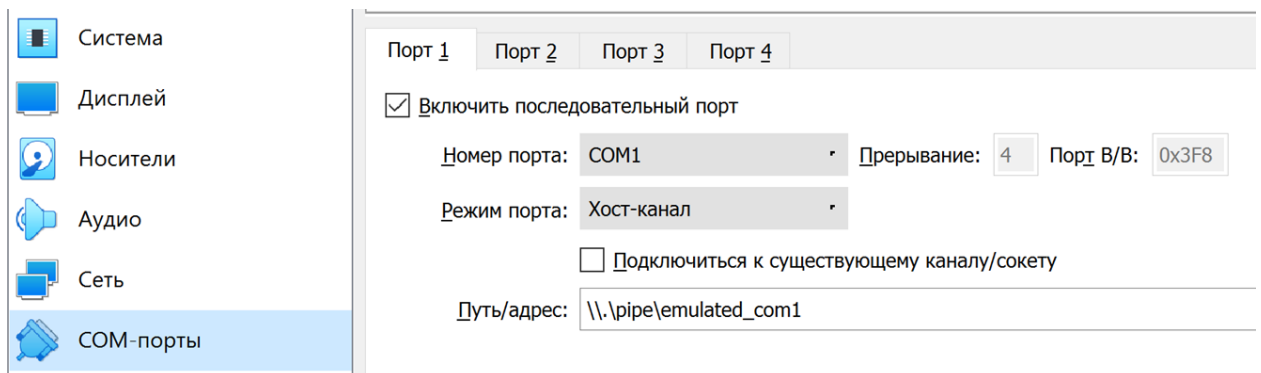 Система
Дисплей
Носители
Аудио
Сеть
COM-порты
Порт 1 Порт 2 Порт 3 Порт 4
Включить последовательный порт
Номер порта: COM1 Прерывание: 4 Порт В/В: 0x3F8
Режим порта: Хост-канал
Подключиться к существующему каналу/сокету
Путь/адрес: \\.\pipe\emulated_com1